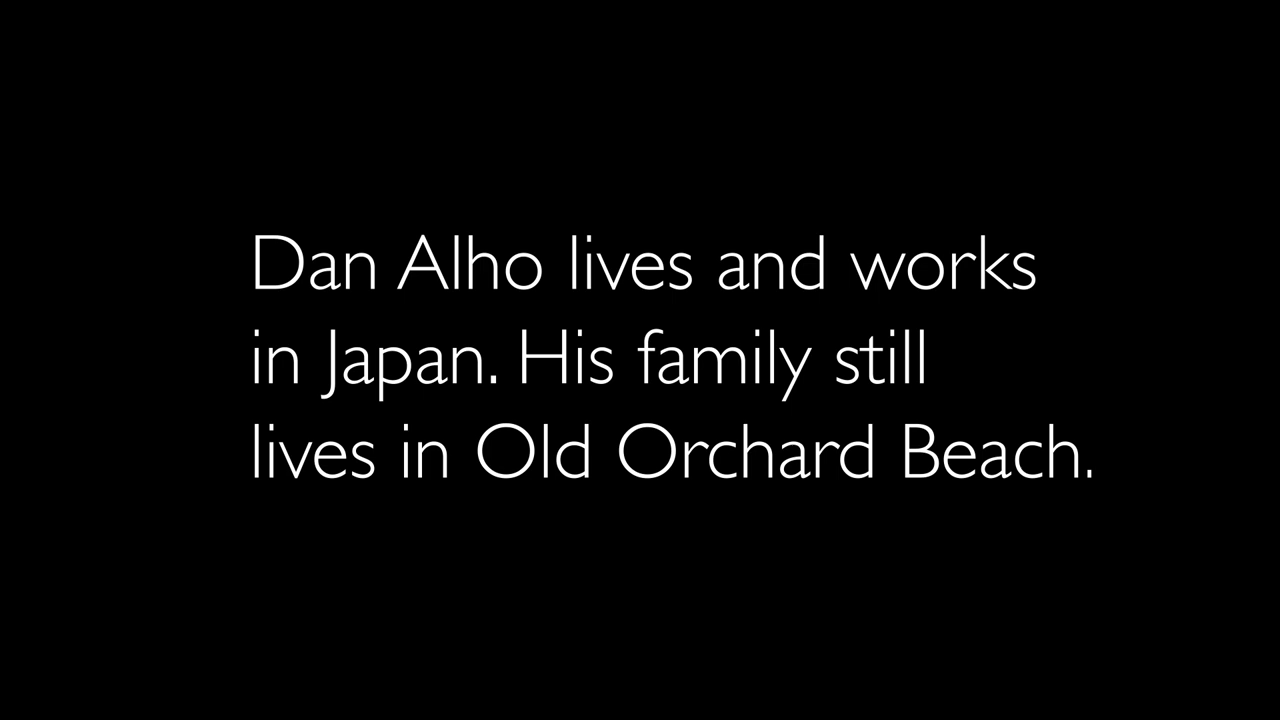 Dan Alho lives and works
in Japan. His family still
lives in Old Orchard Beach.